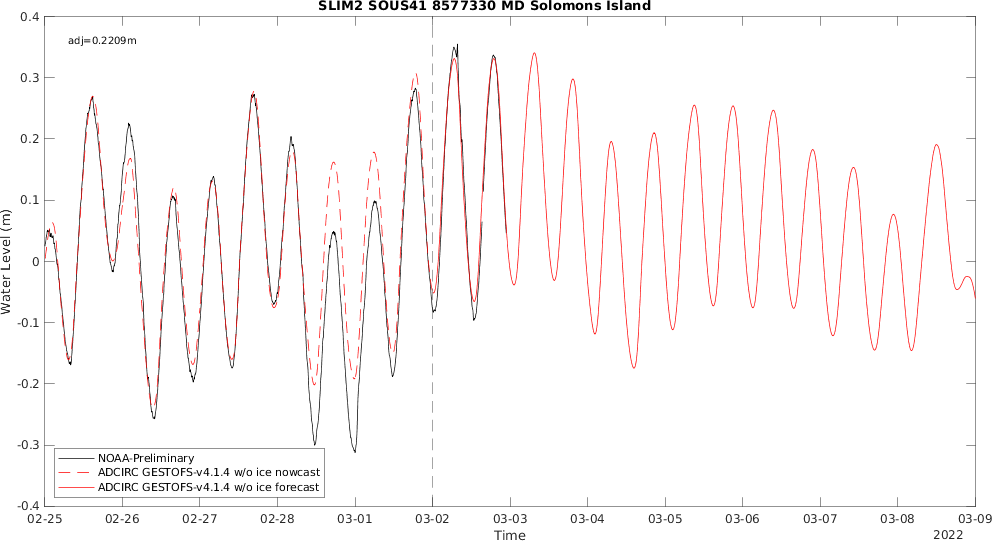 SLIM2 SOUS41 8577330 MD Solomons Island
adj=0.2209m
Water Level (m)
0.4
0.3
0.2
0.1
0
-0.1
-0.2
-0.3
-0.4
NOAA-Preliminary
ADCIRC GESTOFS-v4.1.4 w/o ice nowcast
ADCIRC GESTOFS-v4.1.4 w/o ice forecast
02-25 02-26 02-27 02-28 03-01 03-02 03-03 03-04 03-05 03-06 03-07 03-08 03-09
Time
2022